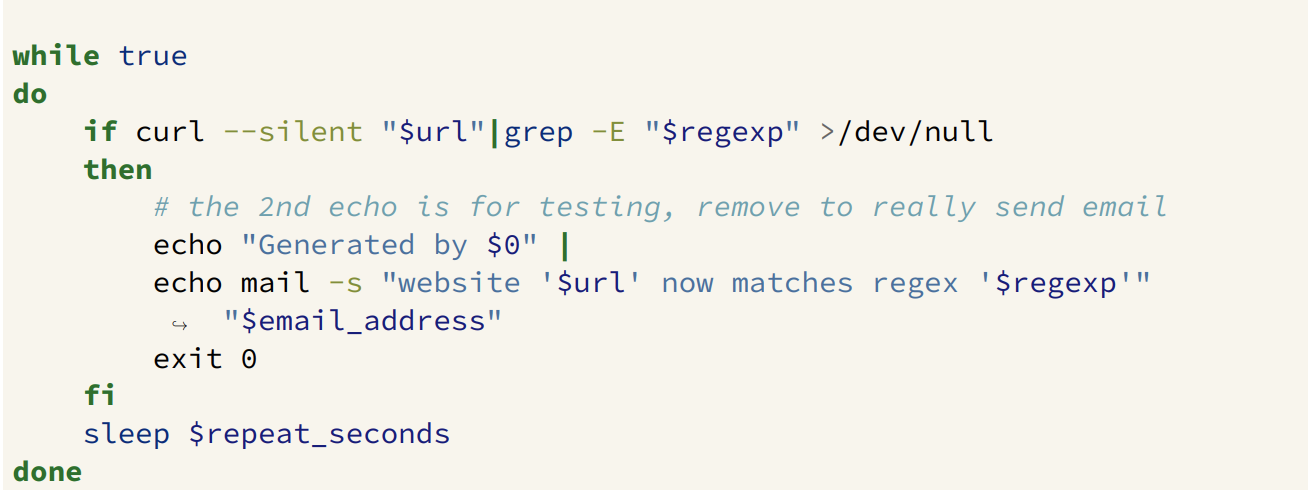 while true
do
    if curl --silent "$url"|grep -E "$regexp" >/dev/null
    then
        # the 2nd echo is for testing, remove to really send email
        echo "Generated by $0" |
        echo mail -s "website '$url' now matches regex '$regexp'"
         ↪  "$email_address"
        exit 0
    fi
    sleep $repeat_seconds
done